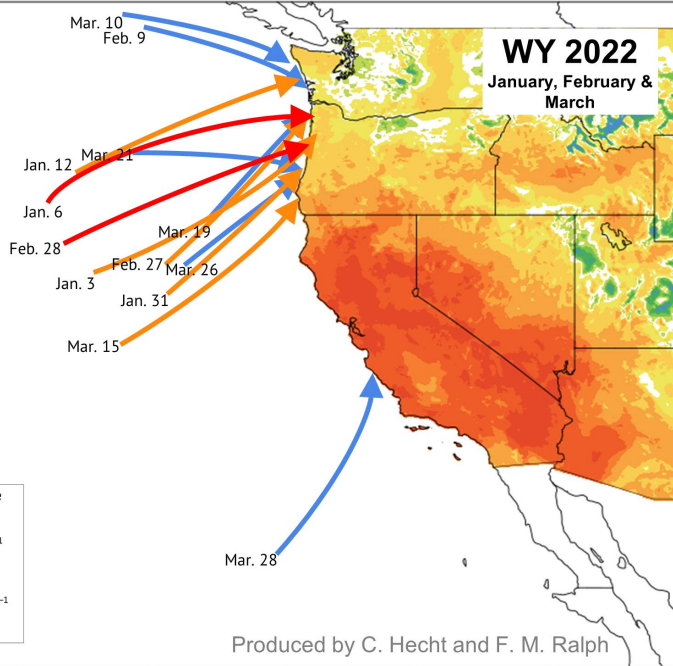 WY 2022
January, February &
March
Mar. 10
Feb. 9
Mar. 21
Jan. 12
Jan. 6
Mar. 19
Feb. 28
Feb. 27
Mar. 26
Jan. 3
Jan. 31
Mar. 15
Mar. 28
–1
Produced by C. Hecht and F. M. Ralph